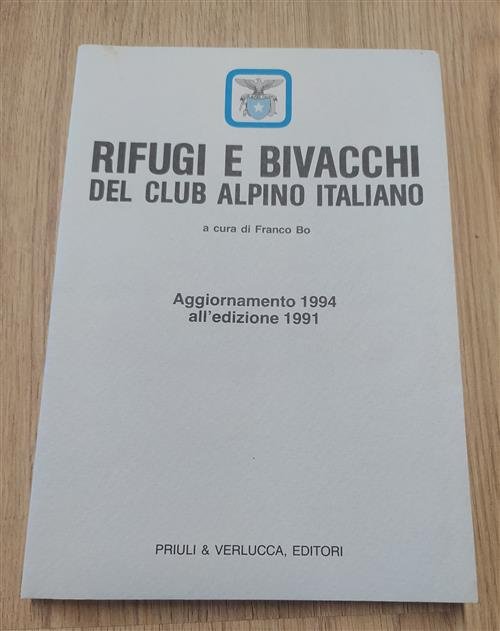 RIFUGI E BIVACCHI
DEL CLUB ALPINO ITALIANO
a cura di Franco Bo
Aggiornamento 1994
all'edizione 1991
PRIULI & VERLUCCA, EDITORI